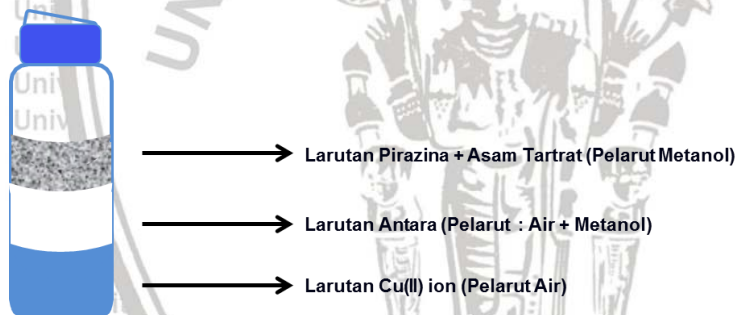 Larutan Pirazina + Asam Tartrat (Pelarut Metanol)
Larutan Antara (Pelarut : Air + Metanol)
Larutan Cu(II) ion (Pelarut Air)